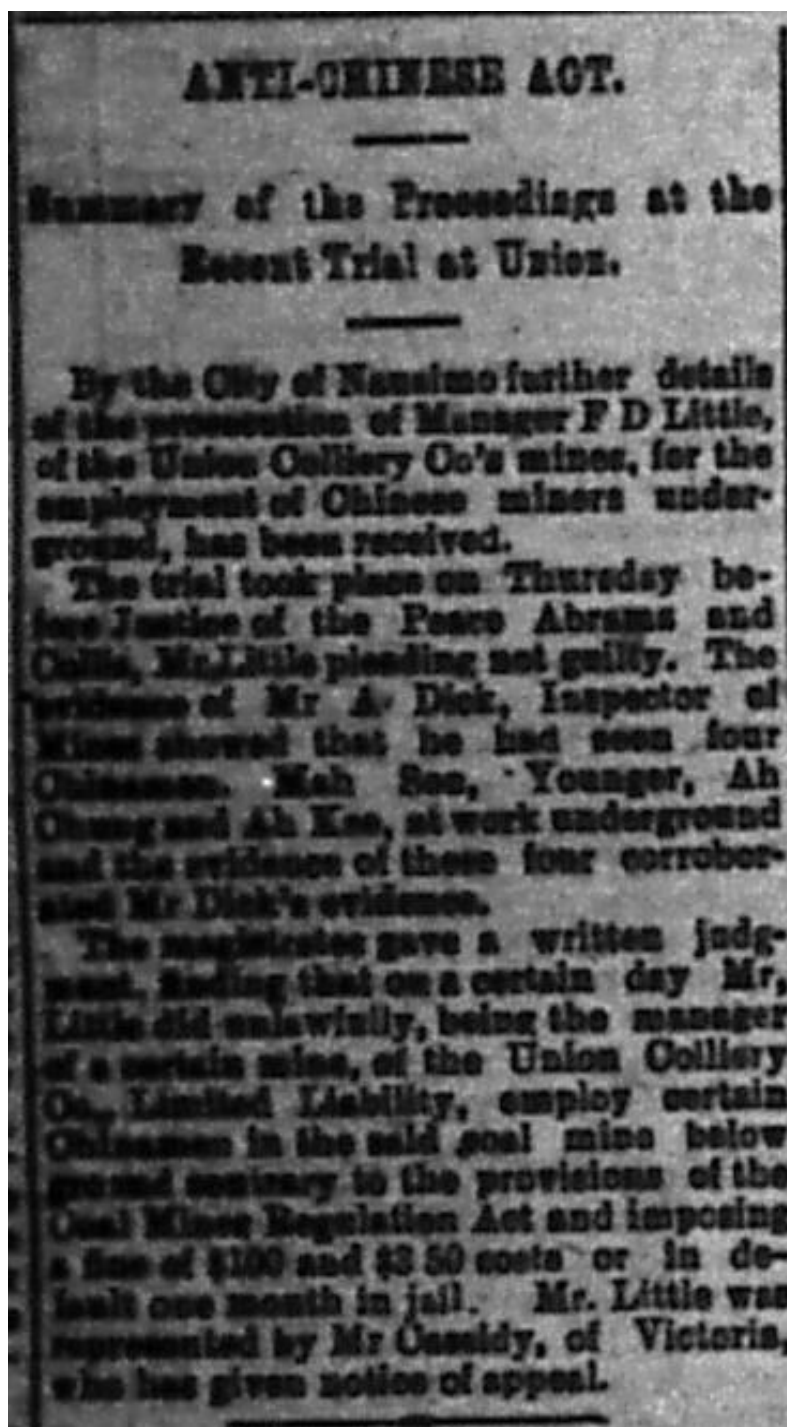 ANTI-CHINESE ACT.
Summary of the Proceedings at the
Recent Trial at Union.
By the City of Nanaimo further details
of the prosecution of Manager F D Little,
of the Union Colliery Co's mines, for the
employment of Chinese miners under-
ground, has been received.
The trial took place on Thursday be-
fore Justice of the Peace Abrams and
Collis, Mr. Little pleading not guilty. The
evidence of Mr A. Dick, Inspector of
Mines showed that he had seen four
Chinamen. Mah See, Younger, Ah
Chung and Ah Kee, at work underground
and the evidence of these four corrobor-
ated Mr Dick's evidence.
The magistrates gave a written judg-
ment, finding that on a certain day Mr,
Little did unlawfully, being the manager
of a certain mine, of the Union Colliery
Co., Limited Liability, employ certain
Chinamen in the said coal mine below
ground contrary to the provisions of the
Coal Mines Regulation Act and imposing
a fine of $100 and $3 50 costs or in de-
fault one month in jail. Mr. Little was
represented by Mr Cassidy, of Victoria,
who has given notice of appeal.